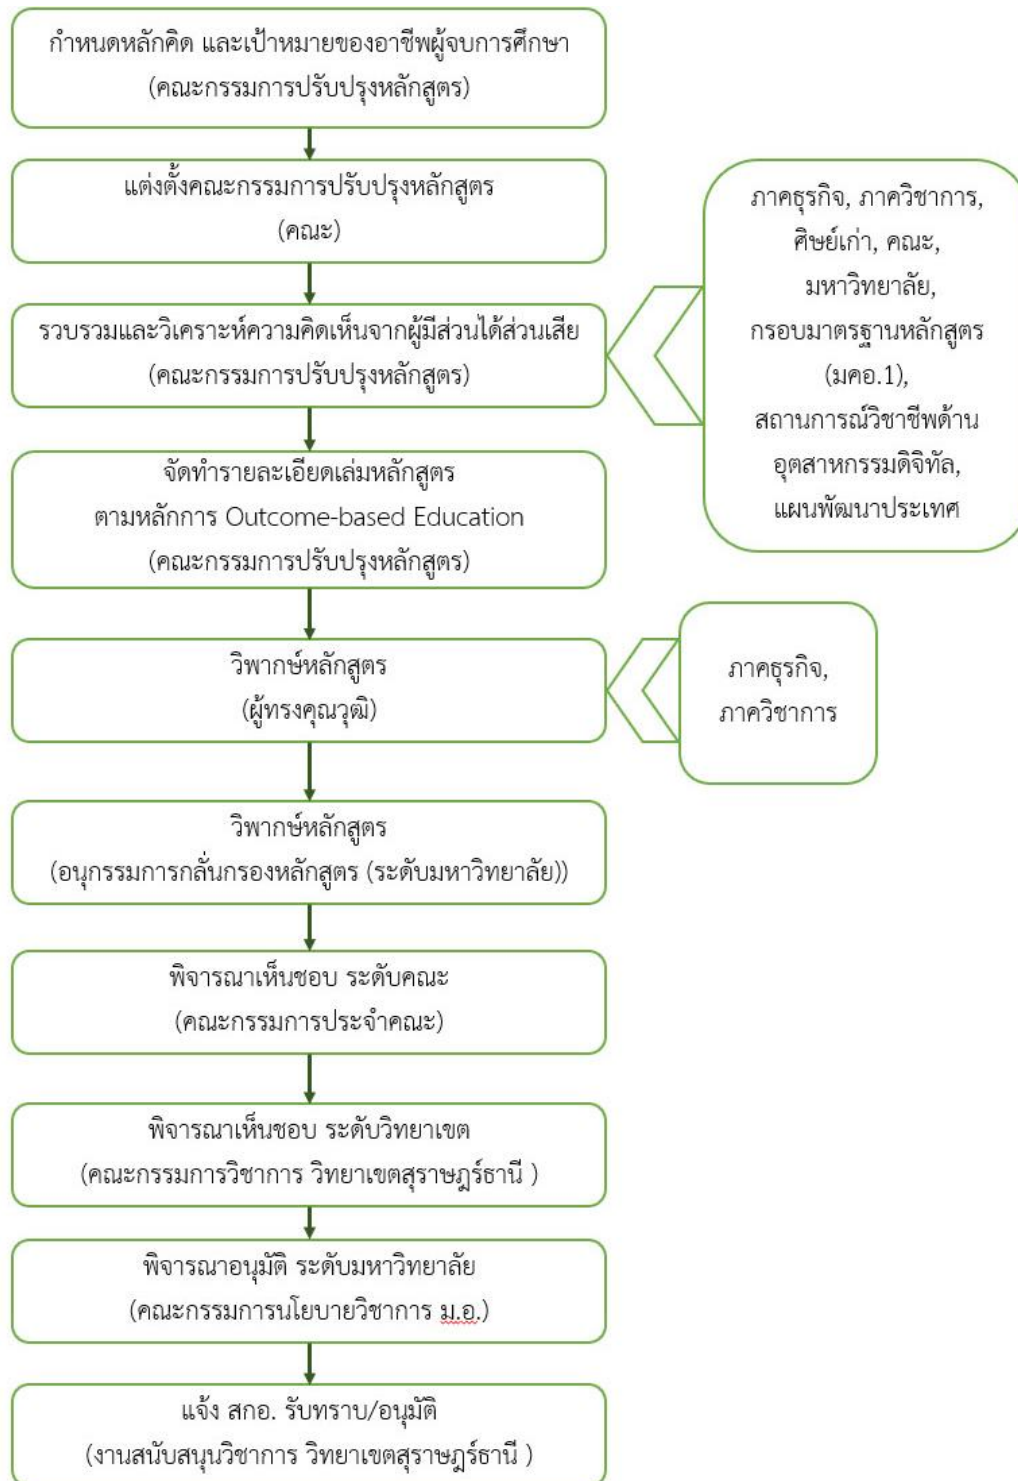 กำหนดหลักคิด และเป้าหมายของอาชีพผู้จบการศึกษา
(คณะกรรมการปรับปรุงหลักสูตร)
แต่งตั้งคณะกรรมการปรับปรุงหลักสูตร
(คณะ)
รวบรวมและวิเคราะห์ความคิดเห็นจากผู้มีส่วนได้ส่วนเสีย
(คณะกรรมการปรับปรุงหลักสูตร)
ภาคธุรกิจ, ภาควิชาการ,
ศิษย์เก่า, คณะ,
มหาวิทยาลัย,
กรอบมาตรฐานหลักสูตร
(มคอ.1),
สถานการณ์วิชาชีพด้าน
อุตสาหกรรมดิจิทัล,
แผนพัฒนาประเทศ
จัดทำรายละเอียดเล่มหลักสูตร
ตามหลักการ Outcome-based Education
(คณะกรรมการปรับปรุงหลักสูตร)
วิพากษ์หลักสูตร
(ผู้ทรงคุณวุฒิ)
ภาคธุรกิจ,
ภาควิชาการ
วิพากษ์หลักสูตร
(อนุกรรมการกลั่นกรองหลักสูตร (ระดับมหาวิทยาลัย))
พิจารณาเห็นชอบ ระดับคณะ
(คณะกรรมการประจำคณะ)
พิจารณาเห็นชอบ ระดับวิทยาเขต
(คณะกรรมการวิชาการ วิทยาเขตสุราษฎร์ธานี )
พิจารณาอนุมัติ ระดับมหาวิทยาลัย
(คณะกรรมการนโยบายวิชาการ ม.อ.)
แจ้ง สกอ. รับทราบ/อนุมัติ
(งานสนับสนุนวิชาการ วิทยาเขตสุราษฎร์ธานี )